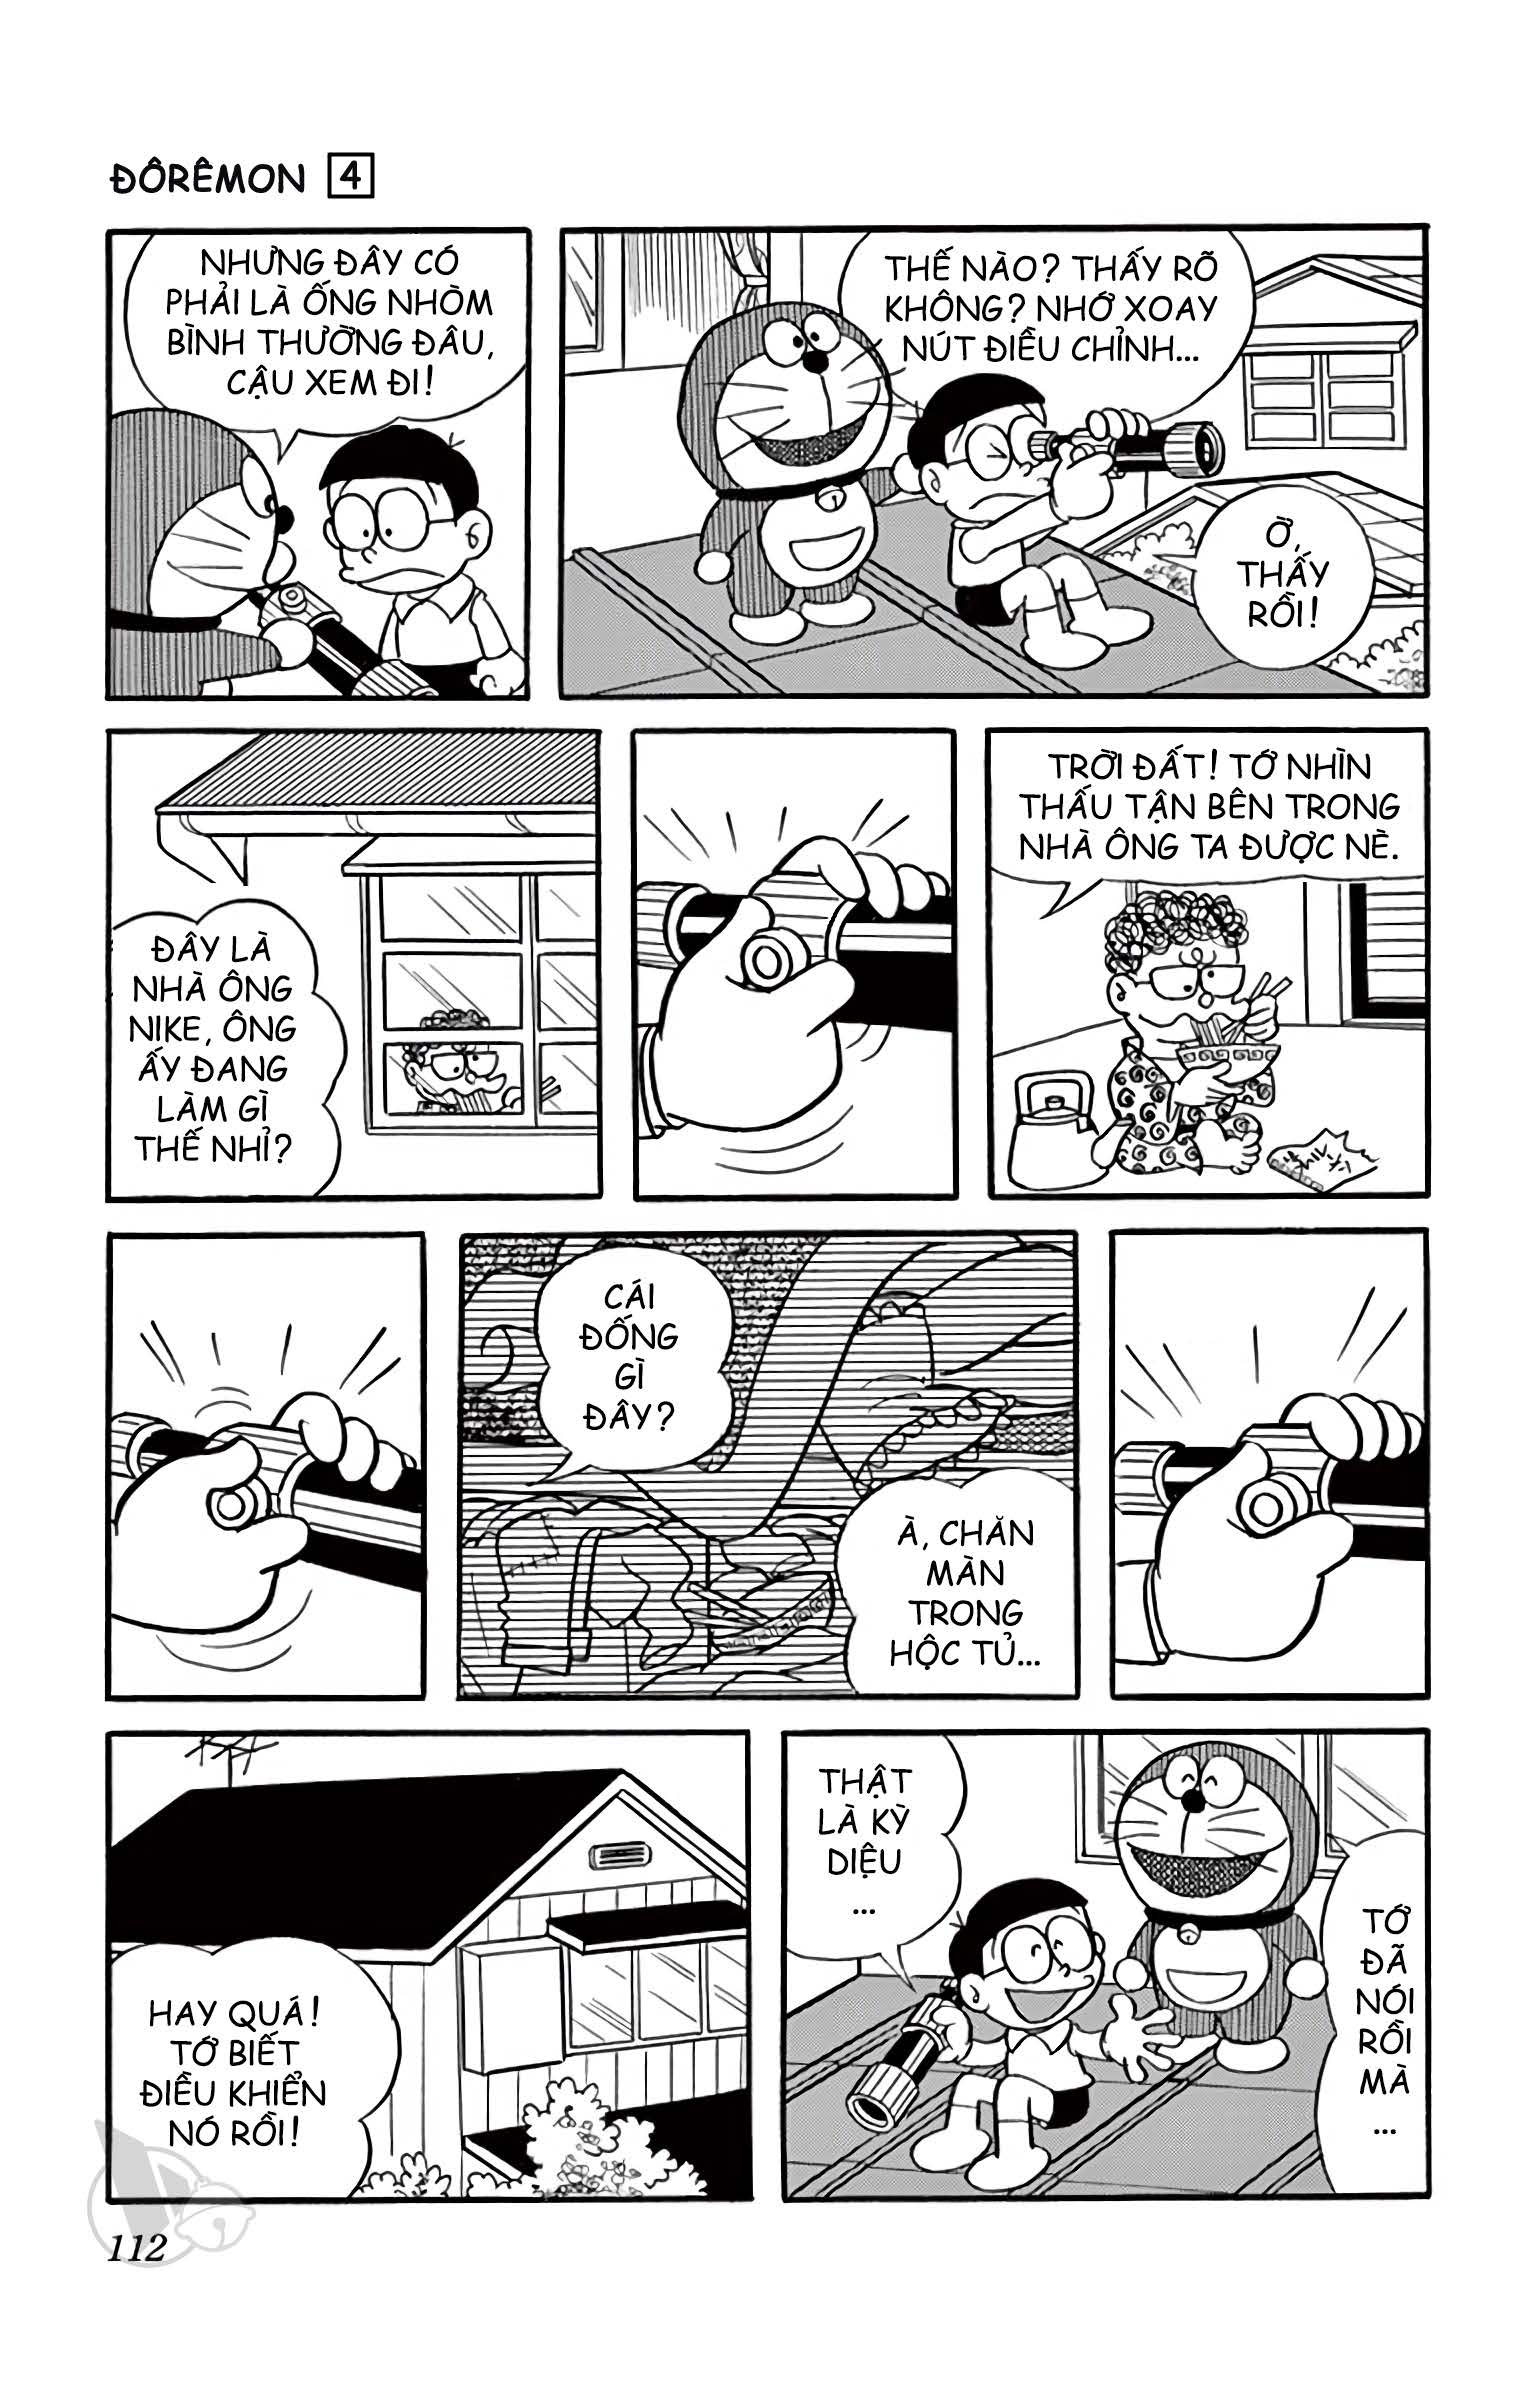 ĐÔRÊMON 4
NHƯNG ĐÂY CÓ
PHẢI LÀ ỐNG NHÒM
BÌNH THƯỜNG ĐÂU,
CẬU XEM ĐI!
THẾ NÀO? THẤY RÕ
KHÔNG? NHỚ XOAY
NÚT ĐIỀU CHỈNH...
Ờ,
THẤY
RỒI!
ĐÂY LÀ
NHÀ ÔNG
NIKE, ÔNG
ẤY ĐANG
LÀM GÌ
THẾ NHỈ?
TRỜI ĐẤT! TỚ NHÌN
THẤU TẬN BÊN TRONG
NHÀ ÔNG TA ĐƯỢC NÈ.
CÁI
ĐỐNG
GÌ
ĐÂY?
À, CHĂN
MÀN
TRONG
HỘC TỦ...
HAY QUÁ!
TỚ BIẾT
ĐIỀU KHIỂN
NÓ RỒI!
THẬT
LÀ KỲ
DIỆU
...
TỚ
ĐÃ
NÓI
RỒI
MÀ
...
112